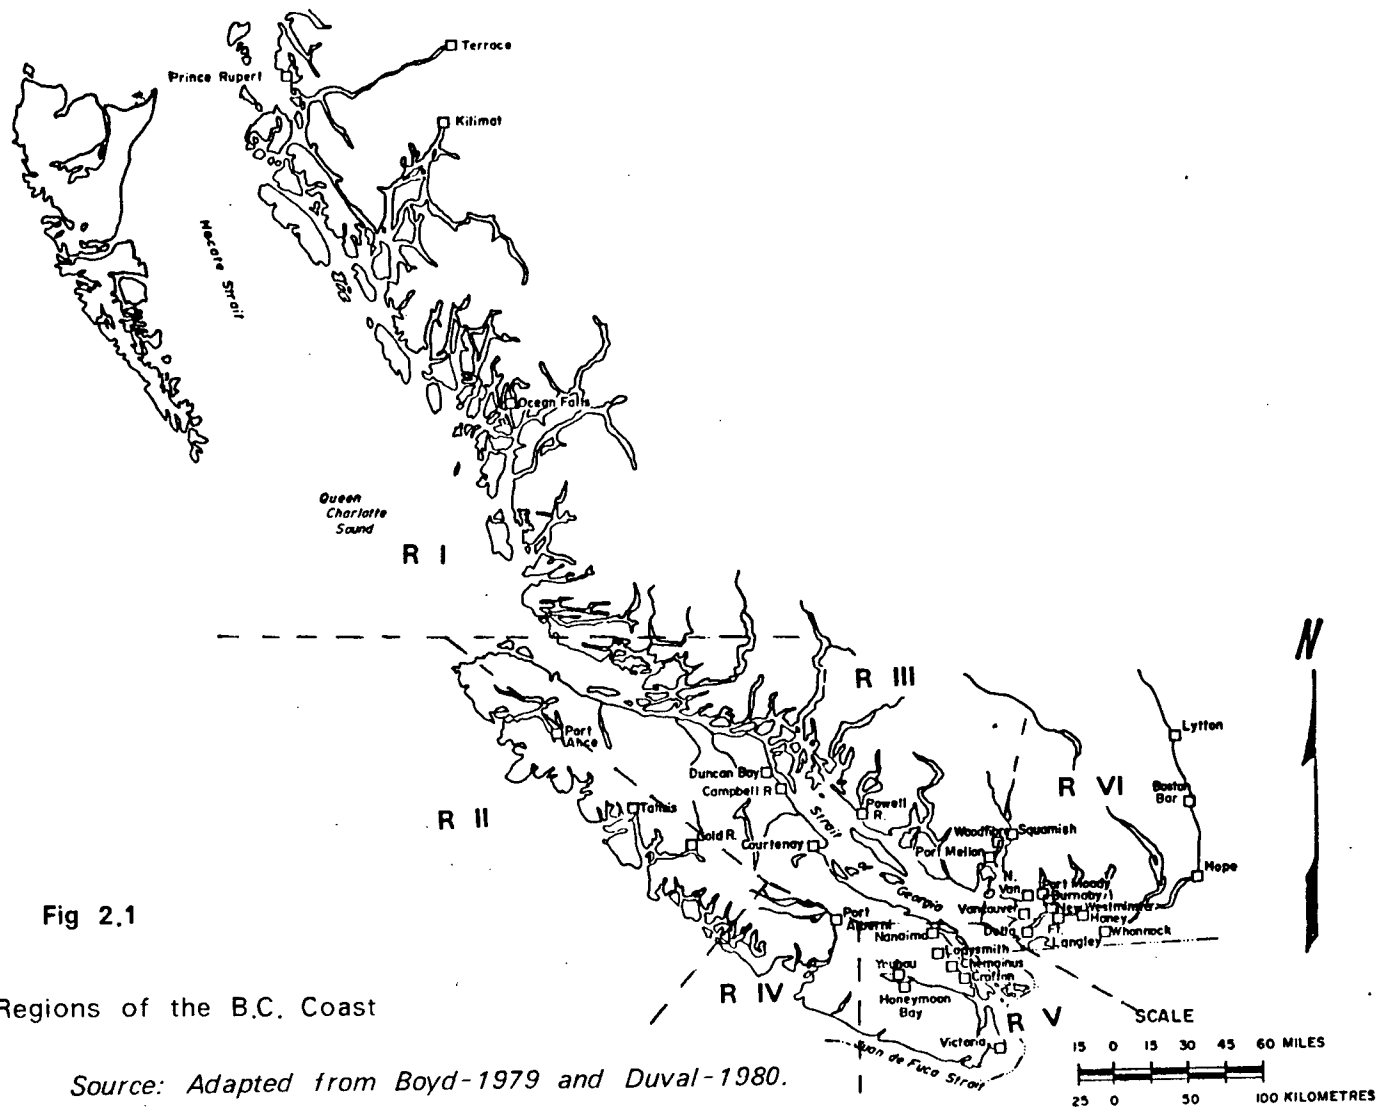 Terrace
Prince Rupert
Kitimat
Hecate Strait
Ocean Falls
Queen
Charlotte
Sound
R I
R III
Port
Alice
Lytton
Duncan Bay
Campbell R
R VI
Boston
Bar
Powell
R.
Strait
R II
Tahsis
Gold R.
Courtenay
Woodfibre
Squamish
Port Mellon
Hope
N.
Van
Port Moody
Burnaby
Georgia
Vancouver
New Westminster
Haney
Port
Alberni
Nanaimo
Delta
Ft.
Langley
Whonnock
Fig 2.1
Ladysmith
Youbou
Chemainus
Crofton
Honeymoon
Bay
R IV
Regions of the B.C. Coast
R V
SCALE
Victoria
Juan de Fuca Strait
15 0 15 30 45 60 MILES
25 0 50 100 KILOMETRES
Source: Adapted from Boyd-1979 and Duval-1980.
N